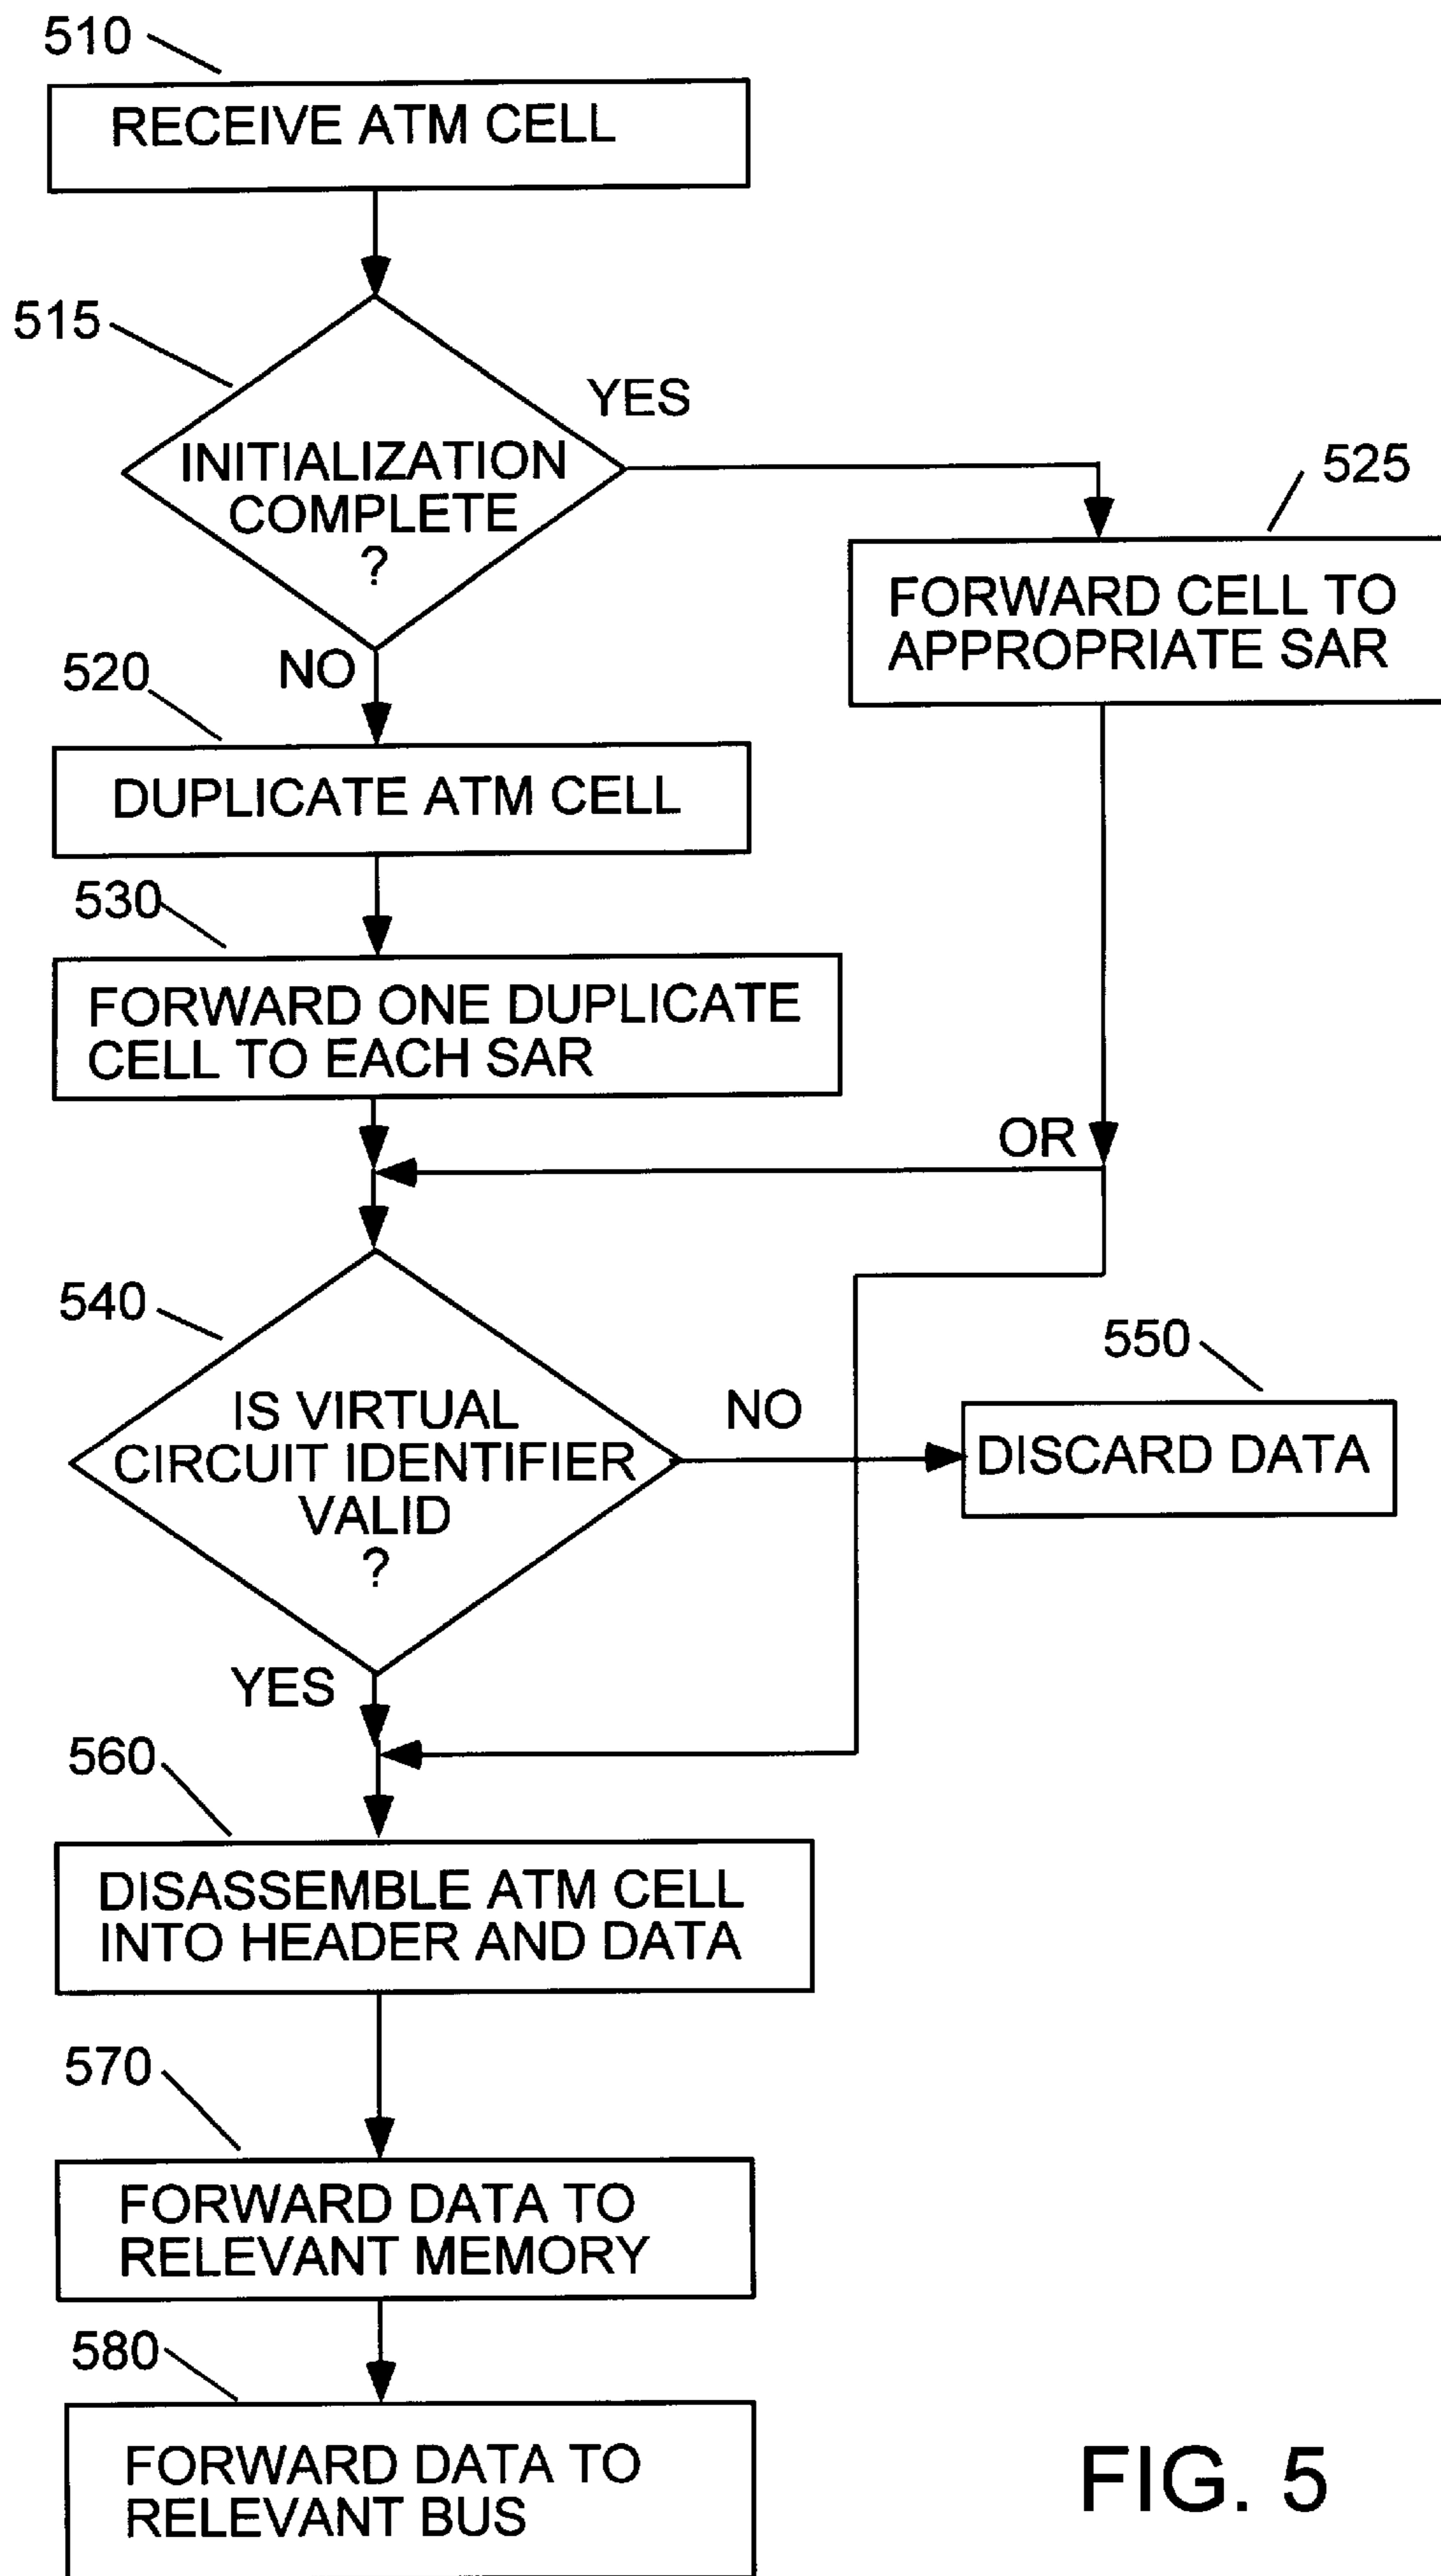 510
RECEIVE ATM CELL
515
YES
INITIALIZATION
COMPLETE
?
525
FORWARD CELL TO
APPROPRIATE SAR
NO
520
DUPLICATE ATM CELL
530
FORWARD ONE DUPLICATE
CELL TO EACH SAR
OR
540
IS VIRTUAL
CIRCUIT IDENTIFIER
VALID
?
NO
550
DISCARD DATA
YES
560
DISASSEMBLE ATM CELL
INTO HEADER AND DATA
570
FORWARD DATA TO
RELEVANT MEMORY
580
FORWARD DATA TO
RELEVANT BUS
FIG. 5